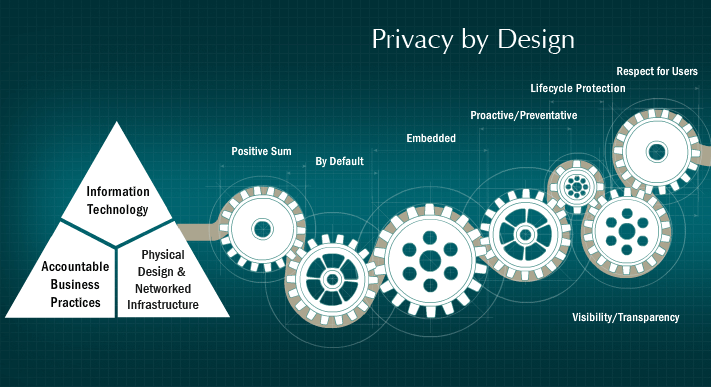 Privacy by Design
Respect for Users
Lifecycle Protection
Proactive/Preventative
Embedded
Positive Sum
By Default
Information
Technology
Accountable
Business
Practices
Physical
Design &
Networked
Infrastructure
Visibility/Transparency